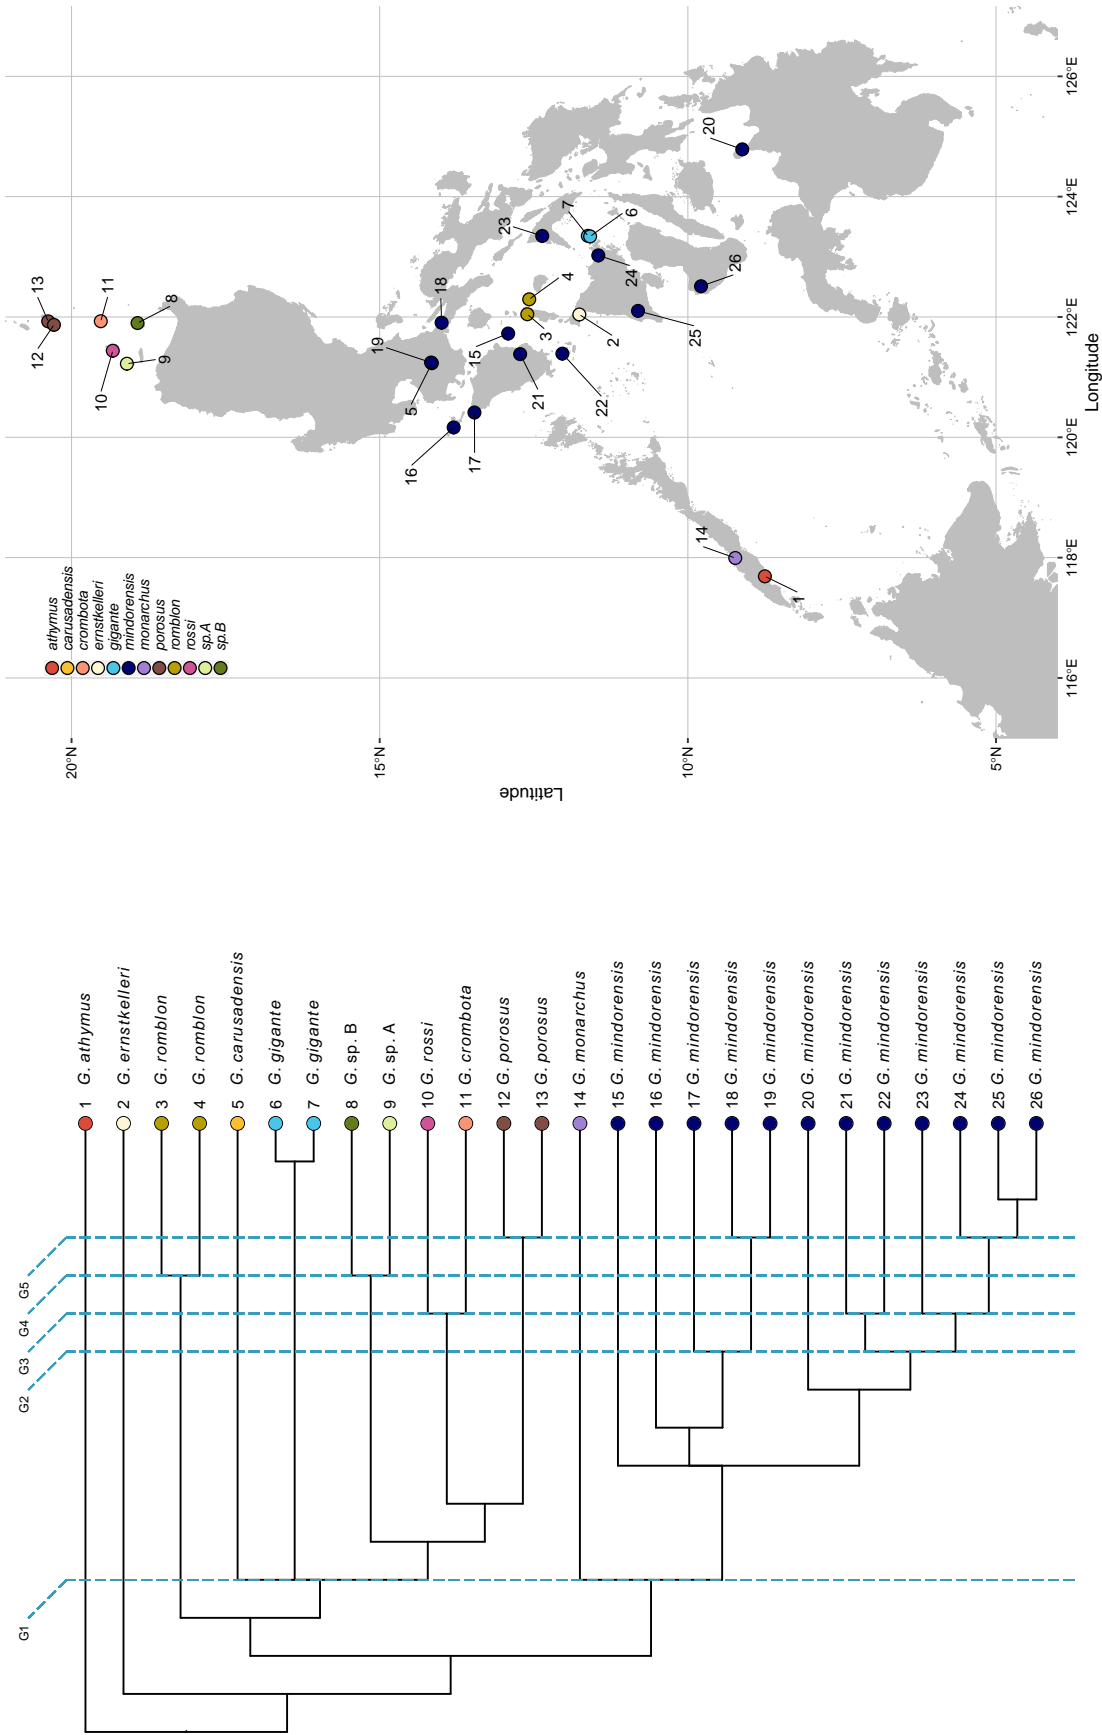 G1
G2
G3
G4
G5
1 G. athymus
2 G. ernstkelleri
3 G. romblon
4 G. romblon
5 G. carusadensis
6 G. gigante
7 G. gigante
8 G. sp. B
9 G. sp. A
10 G. rossi
11 G. crombota
12 G. porosus
13 G. porosus
14 G. monarchus
15 G. mindorensis
16 G. mindorensis
17 G. mindorensis
18 G. mindorensis
19 G. mindorensis
20 G. mindorensis
21 G. mindorensis
22 G. mindorensis
23 G. mindorensis
24 G. mindorensis
25 G. mindorensis
26 G. mindorensis
athymus
carusadensis
crombota
ernstkelleri
gigante
mindorensis
monarchus
porosus
romblon
rossi
sp.A
sp.B
12
13
10
11
9
8
5
19
18
16
17
15
21
22
3
4
2
23
7
6
24
25
26
20
14
1
20°N
15°N
10°N
5°N
Latitude
116°E
118°E
120°E
122°E
124°E
126°E
Longitude